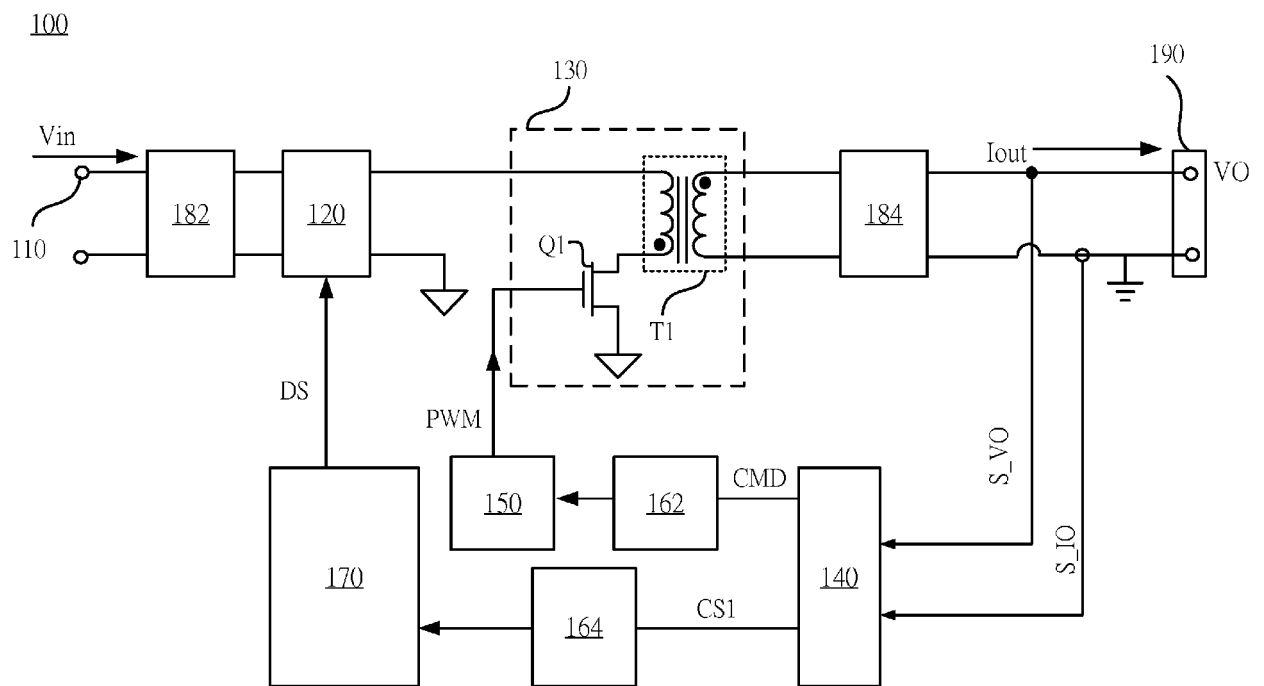 100
130
190
Vin
Iout
VO
182
120
184
110
Q1
T1
DS
PWM
S_VO
CMD
150
162
S_IO
140
170
CS1
164